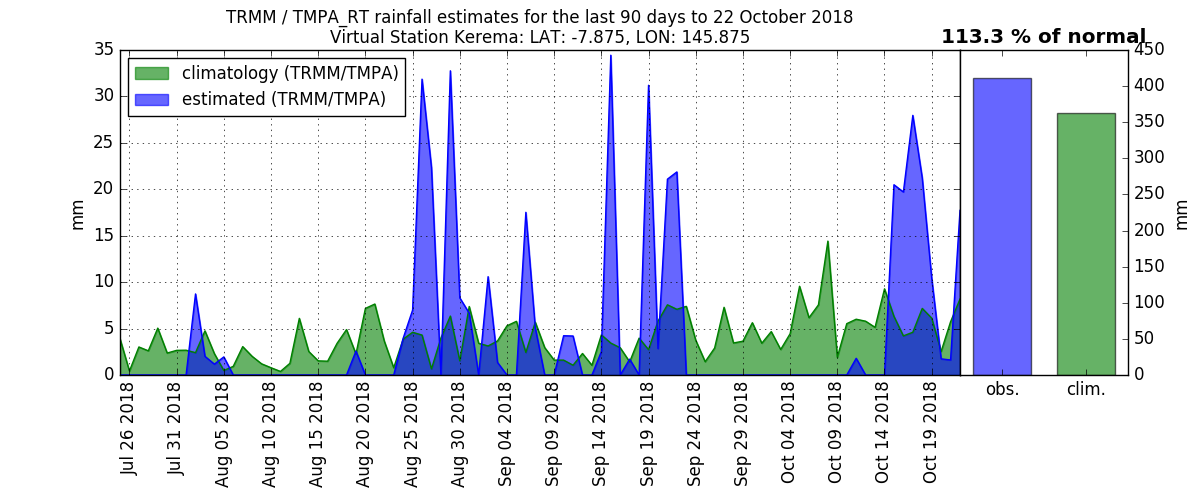 TRMM / TMPA_RT rainfall estimates for the last 90 days to 22 October 2018
Virtual Station Kerema: LAT: -7.875, LON: 145.875
113.3 % of normal
climatology (TRMM/TMPA)
estimated (TRMM/TMPA)
35
30
25
20
15
10
5
0
mm
Jul 26 2018
Jul 31 2018
Aug 05 2018
Aug 10 2018
Aug 15 2018
Aug 20 2018
Aug 25 2018
Aug 30 2018
Sep 04 2018
Sep 09 2018
Sep 14 2018
Sep 19 2018
Sep 24 2018
Sep 29 2018
Oct 04 2018
Oct 09 2018
Oct 14 2018
Oct 19 2018
obs.
clim.
450
400
350
300
250
200
150
100
50
0
mm